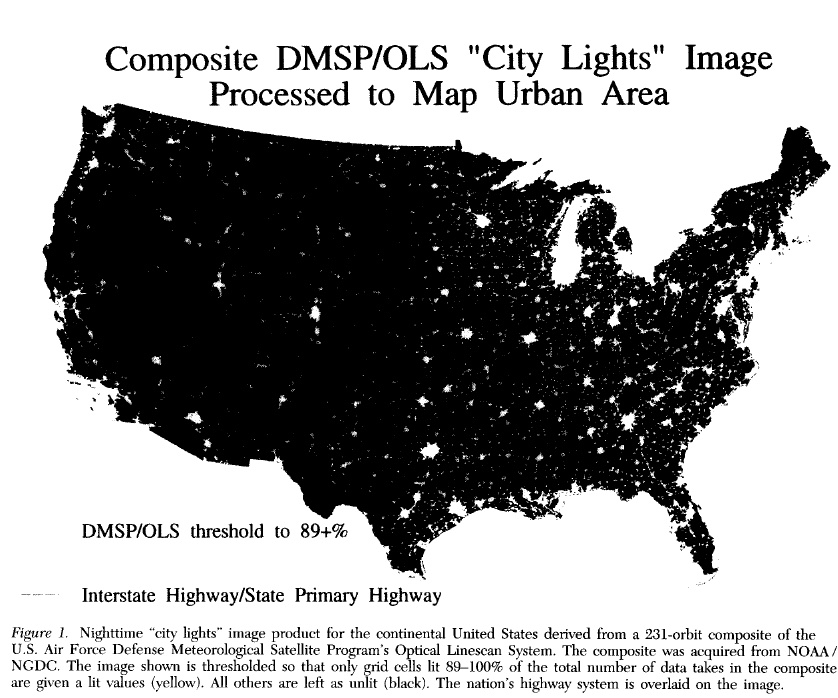 Composite DMSP/OLS "City Lights" Image
Processed to Map Urban Area
DMSP/OLS threshold to 89+%
Interstate Highway/State Primary Highway
Figure 1. Nighttime “city lights” image product for the continental United States derived from a 231-orbit composite of the
U.S. Air Force Defense Meteorological Satellite Program's Optical Linescan System. The composite was acquired from NOAA/
NGDC. The image shown is thresholded so that only grid cells lit 89–100% of the total number of data takes in the composite
are given a lit values (yellow). All others are left as unlit (black). The nation's highway system is overlaid on the image.